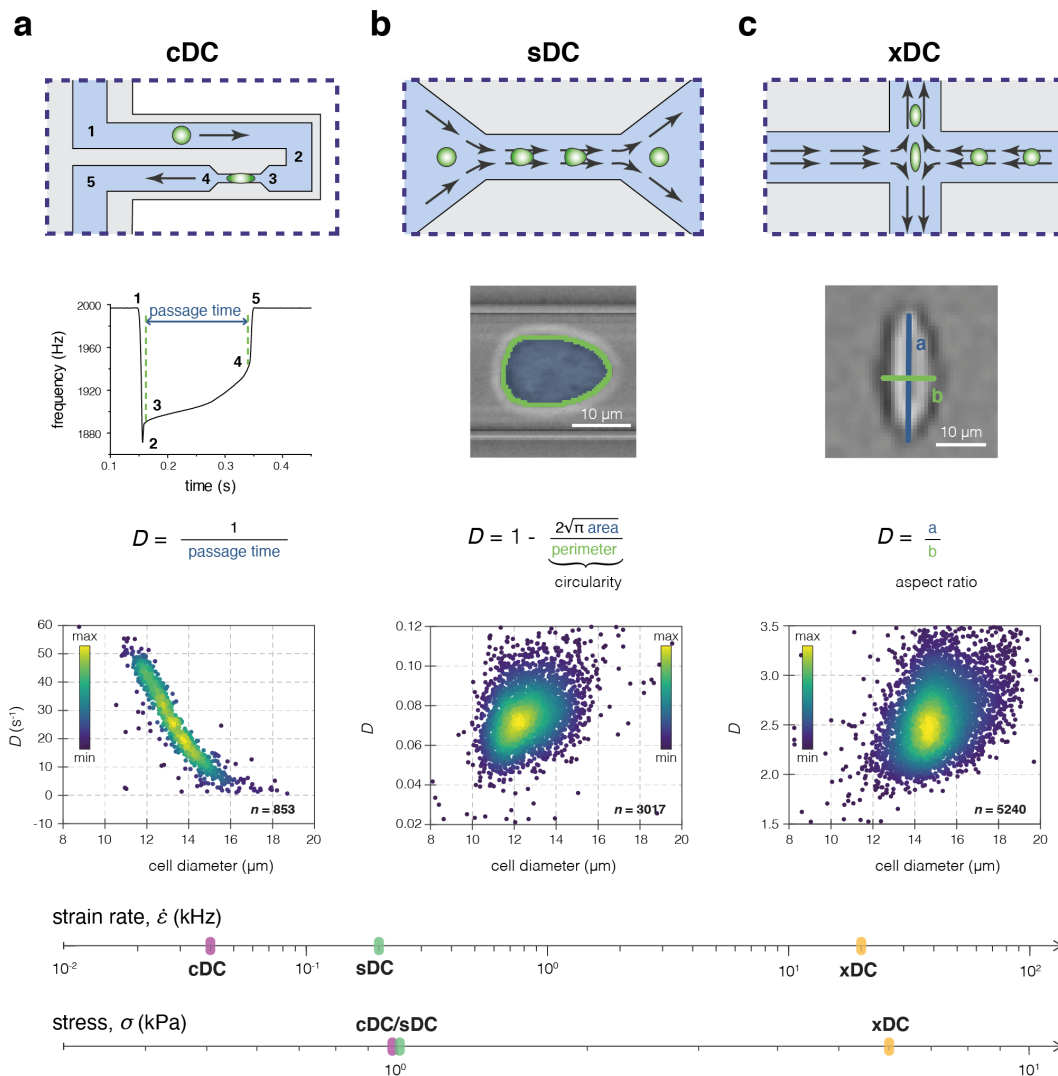 a
b
c
cDC
sDC
xDC
1
2
3
4
5
1
5
2000
passage time
1960
4
1920
3
1880
2
frequency (Hz)
0.1
0.2
0.3
0.4
time (s)
10 µm
a
b
10 µm
D = 1 / passage time
D = 1 - 2√π area / perimeter
circularity
D = a / b
aspect ratio
60
50
40
30
20
10
0
-10
D (s⁻¹)
max
min
n = 853
8
10
12
14
16
18
20
cell diameter (µm)
0.12
0.10
0.08
0.06
0.04
0.02
D
max
min
n = 3017
8
10
12
14
16
18
20
cell diameter (µm)
3.5
3.0
2.5
2.0
1.5
D
max
min
n = 5240
8
10
12
14
16
18
20
cell diameter (µm)
strain rate, ε̇ (kHz)
10⁻²
cDC
10⁻¹
sDC
10⁰
10¹
xDC
10²
stress, σ (kPa)
cDC/sDC
xDC
10⁰
10¹